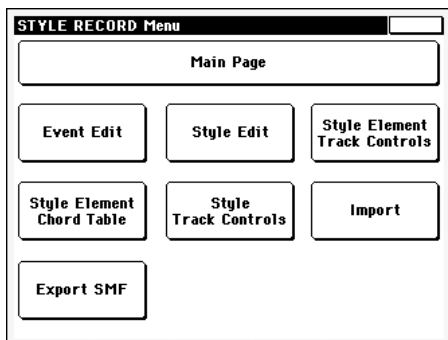 STYLE RECORD Menu
Main Page
Event Edit
Style Edit
Style Element
Track Controls
Style Element
Chord Table
Style
Track Controls
Import
Export SMF